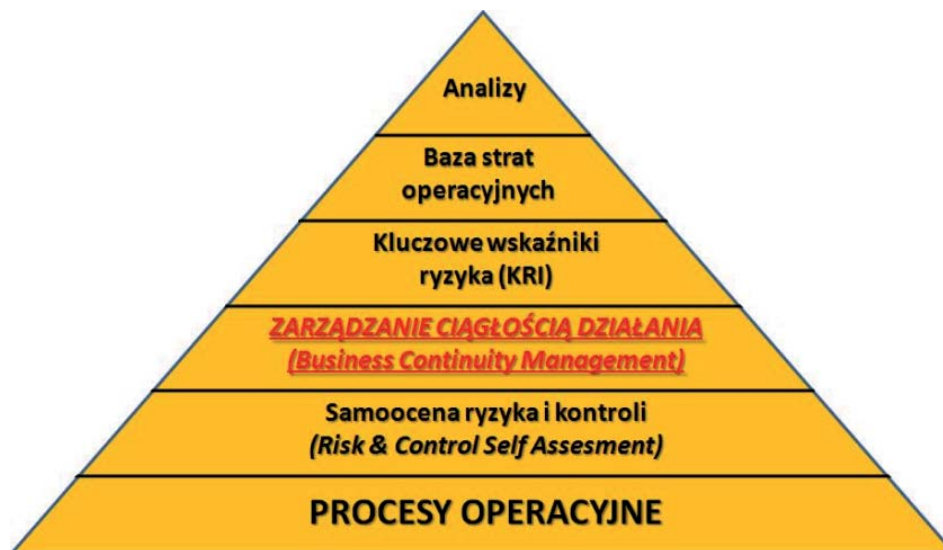 Analizy
Baza strat
operacyjnych
Kluczowe wskaźniki
ryzyka (KRI)
ZARZĄDZANIE CIĄGŁOŚCIĄ DZIAŁANIA
(Business Continuity Management)
Samoocena ryzyka i kontroli
(Risk & Control Self Assesment)
PROCESY OPERACYJNE